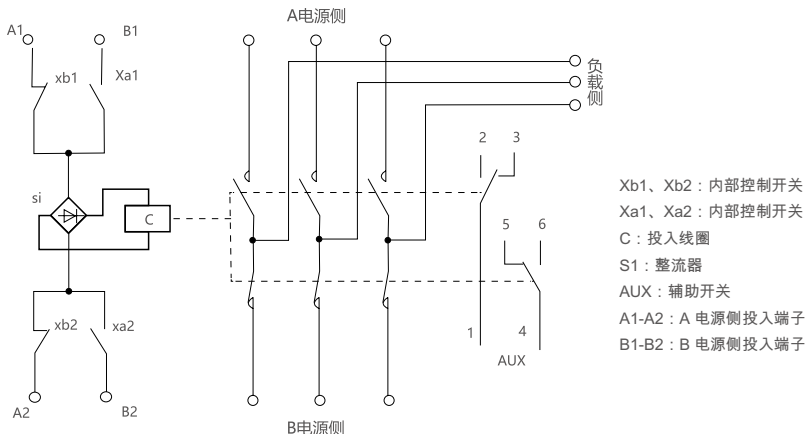 A电源侧
A1
B1
xb1
Xa1
负载侧
2
3
si
C
5
6
xb2
xa2
1
4
AUX
A2
B2
B电源侧
Xb1、Xb2：内部控制开关
Xa1、Xa2：内部控制开关
C：投入线圈
S1：整流器
AUX：辅助开关
A1-A2：A 电源侧投入端子
B1-B2：B 电源侧投入端子